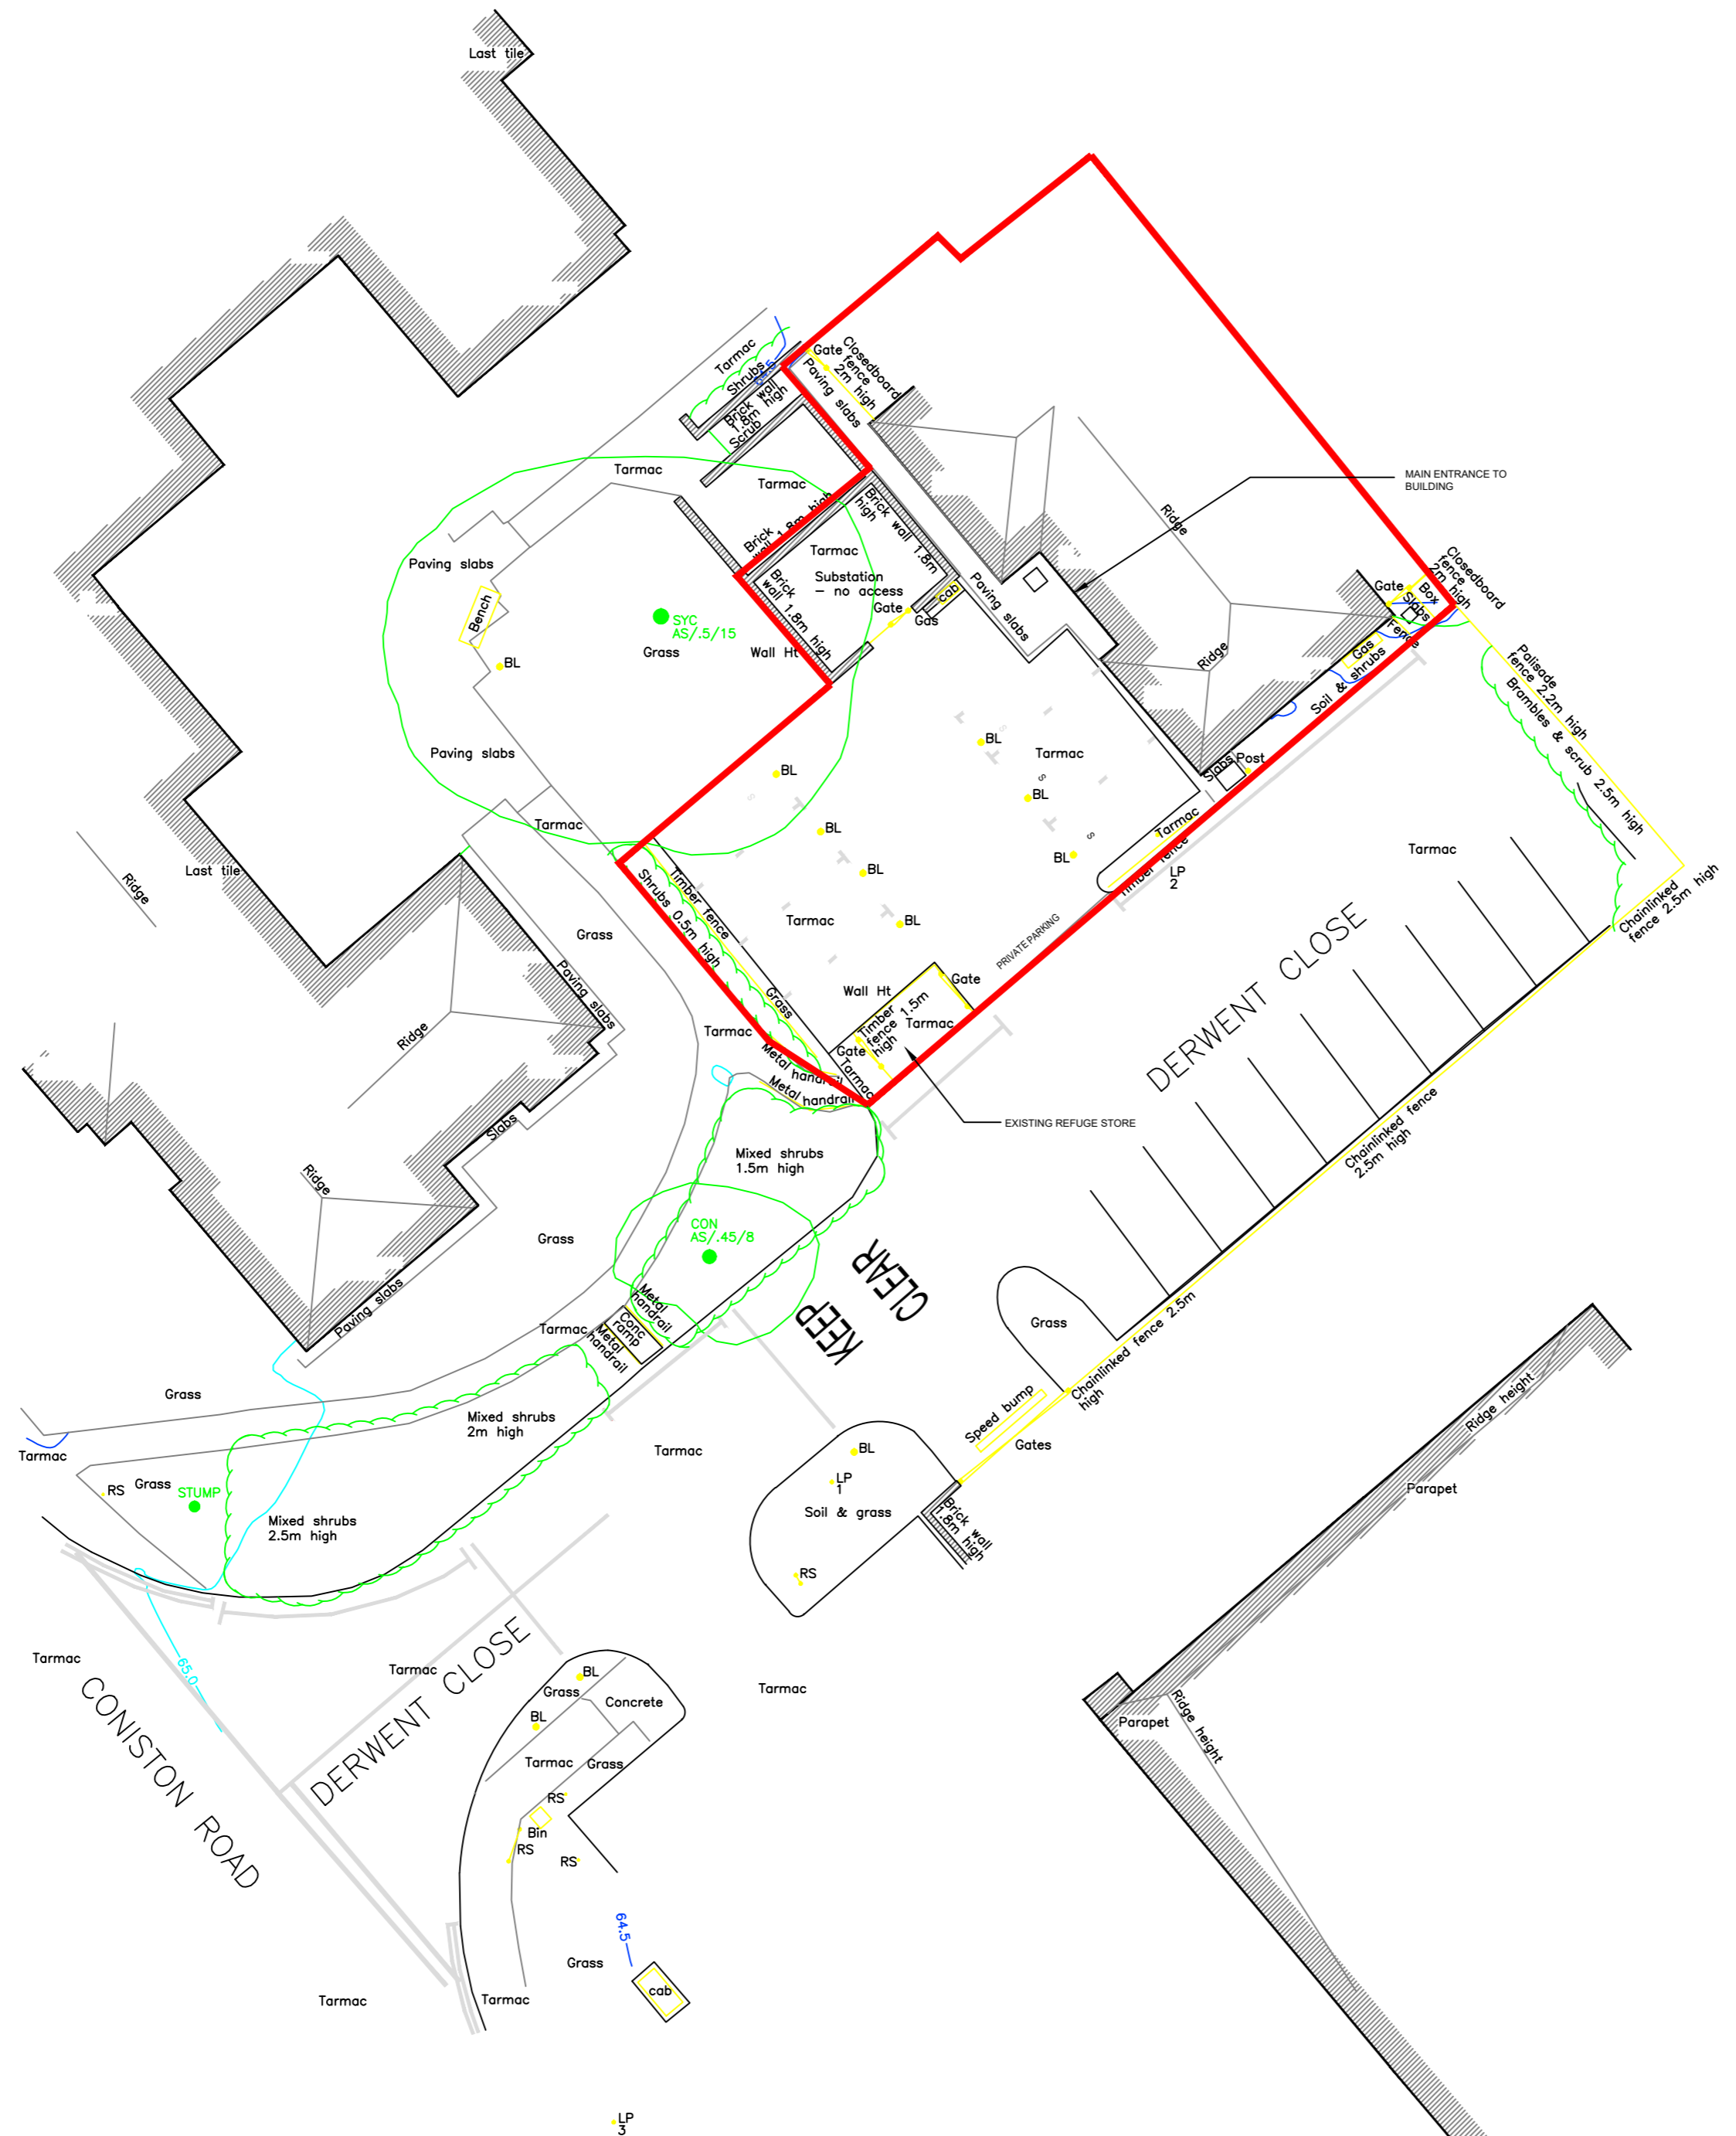 Last tile
Tarmac
Shrubs
64.5
Gate
Closedboard
fence
2m high
Paving slabs
Brick wall
1.8m high
Scrub
Tarmac
Tarmac
Brick
wall 1.8m high
Brick wall 1.8m
high
MAIN ENTRANCE TO
BUILDING
Ridge
Tarmac
Substation
– no access
Brick
wall 1.8m high
Gate
cab
Gas
Paving slabs
Paving slabs
Bench
BL
SYC
AS/.5/15
Grass
Wall Ht
Closedboard
fence
2m high
Gate
Box
Slabs
Fence
Gas
Soil & shrubs
Ridge
Palisade
fence 2.2m high
Brambles & scrub 2.5m high
Paving slabs
BL
Tarmac
BL
BL
BL
BL
BL
BL
s
s
s
s
Slabs
Post
Tarmac
Timber fence
LP
2
Tarmac
Chainlinked
fence 2.5m high
Tarmac
Last tile
Ridge
Timber fence
Shrubs 0.5m high
Grass
Tarmac
Grass
Paving slabs
PRIVATE PARKING
Wall Ht
Gate
Timber
fence 1.5m
high
Tarmac
Gate
Tarmac
Tarmac
Metal handrail
Metal
handrail
EXISTING REFUGE STORE
DERWENT CLOSE
Ridge
Slabs
Ridge
Paving slabs
Mixed shrubs
1.5m high
CON
AS/.45/8
Grass
Chainlinked fence
2.5m high
KEEP
CLEAR
Metal
handrail
Conc
ramp
Metal
handrail
Tarmac
Grass
Chainlinked fence 2.5m
high
Speed bump
Gates
Grass
Mixed shrubs
2m high
Tarmac
Tarmac
Grass
STUMP
RS
Mixed shrubs
2.5m high
BL
LP
1
Soil & grass
Brick wall
1.8m high
RS
Ridge height
Parapet
Parapet
Ridge height
Tarmac
65.0
CONISTON ROAD
DERWENT CLOSE
Tarmac
BL
Grass
Concrete
BL
Tarmac
Grass
RS
Bin
RS
RS
Tarmac
64.5
Grass
cab
Tarmac
Tarmac
LP
3